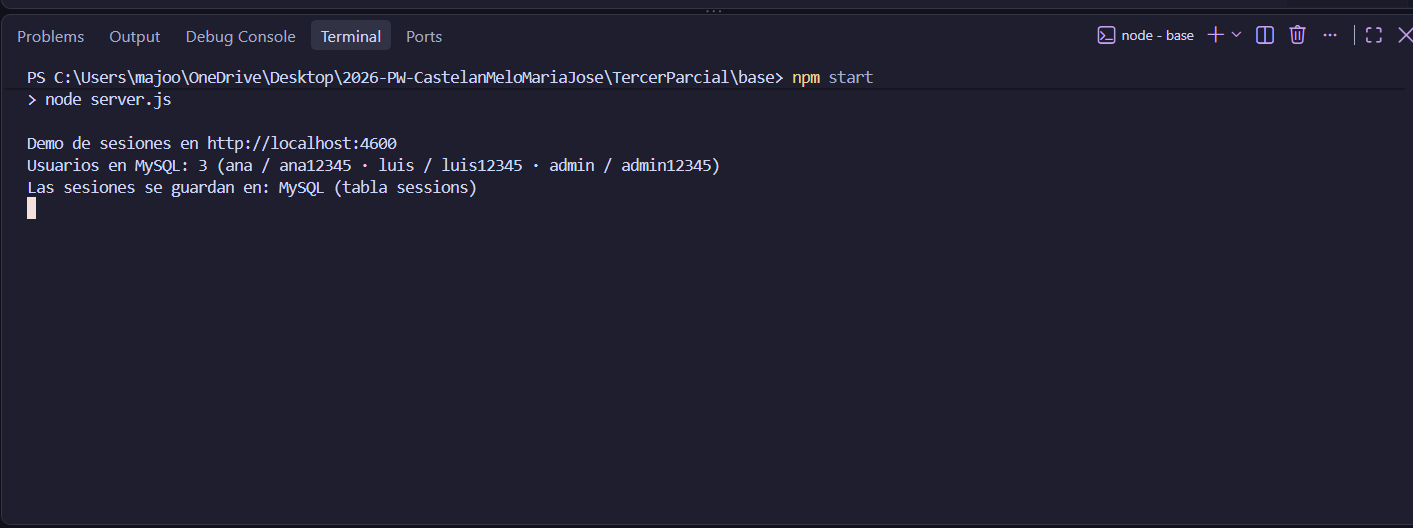 Problems Output Debug Console Terminal Ports node - base
PS C:\Users\majoo\OneDrive\Desktop\2026-PW-CastelanMeloMariaJose\TercerParcial\base> npm start
> node server.js
Demo de sesiones en http://localhost:4600
Usuarios en MySQL: 3 (ana / ana12345 · luis / luis12345 · admin / admin12345)
Las sesiones se guardan en: MySQL (tabla sessions)